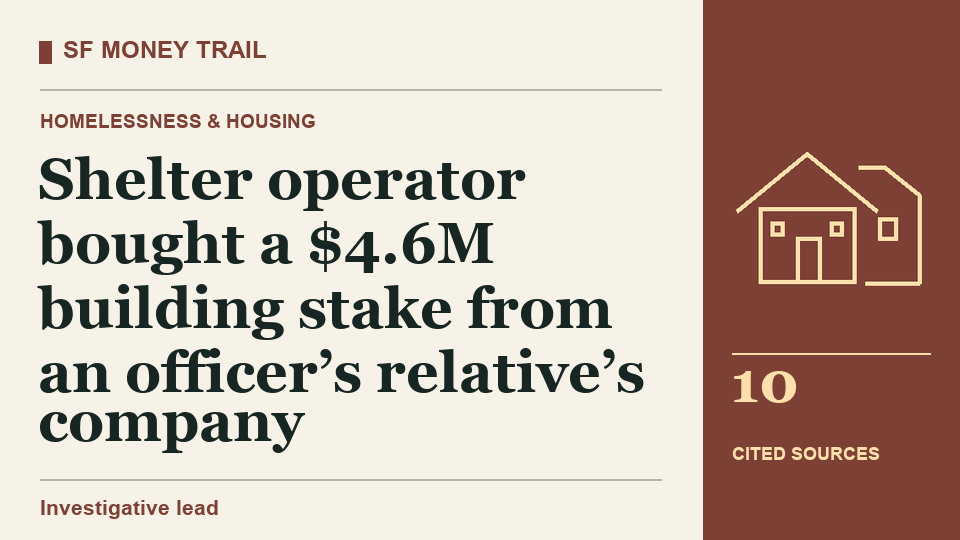 SF MONEY TRAIL
HOMELESSNESS & HOUSING
Shelter operator
bought a $4.6M
building stake from
an officer’s relative’s
company
Investigative lead
10
CITED SOURCES